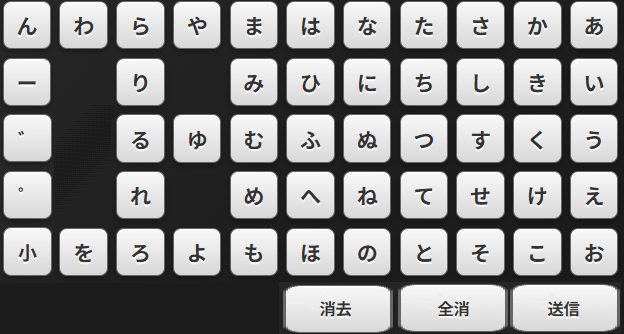 ん わ ら や ま は な た さ か あ
ー り み ひ に ち し き い
゛ る ゆ む ふ ぬ つ す く う
゜ れ め へ ね て せ け え
小 を ろ よ も ほ の と そ こ お
消去 全消 送信